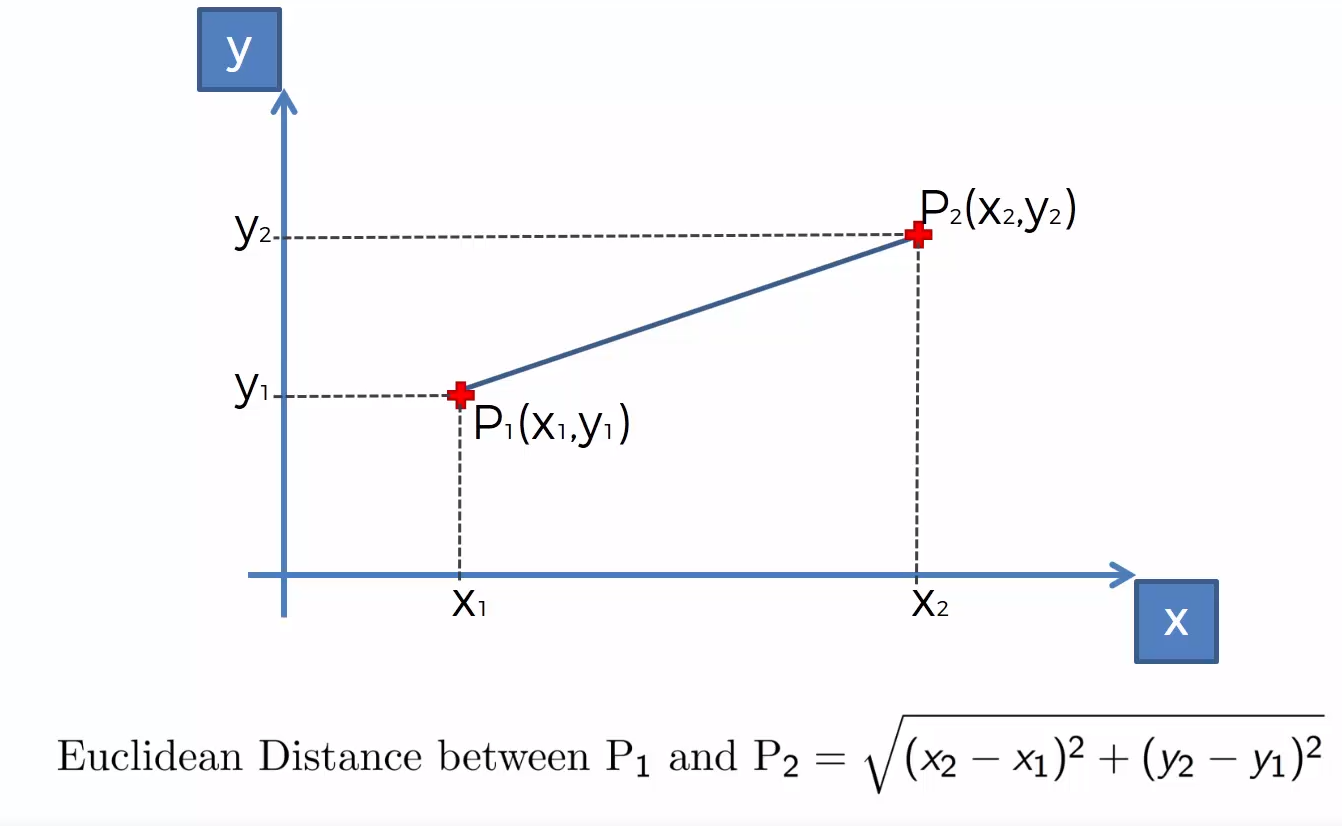 y
P₂(x₂,y₂)
y₂
y₁
P₁(x₁,y₁)
x₁
x₂
x
Euclidean Distance between P₁ and P₂ = √(x₂ − x₁)² + (y₂ − y₁)²